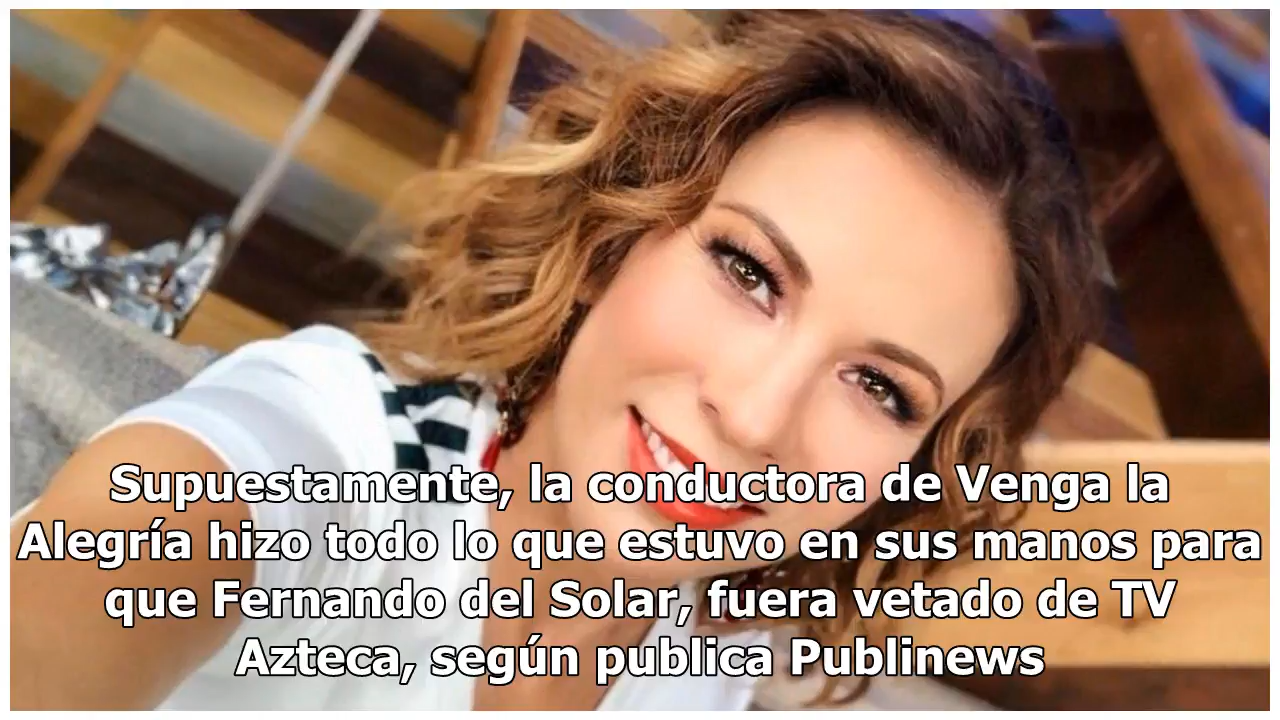 Supuestamente, la conductora de Venga la
Alegría hizo todo lo que estuvo en sus manos para
que Fernando del Solar, fuera vetado de TV
Azteca, según publica Publinews